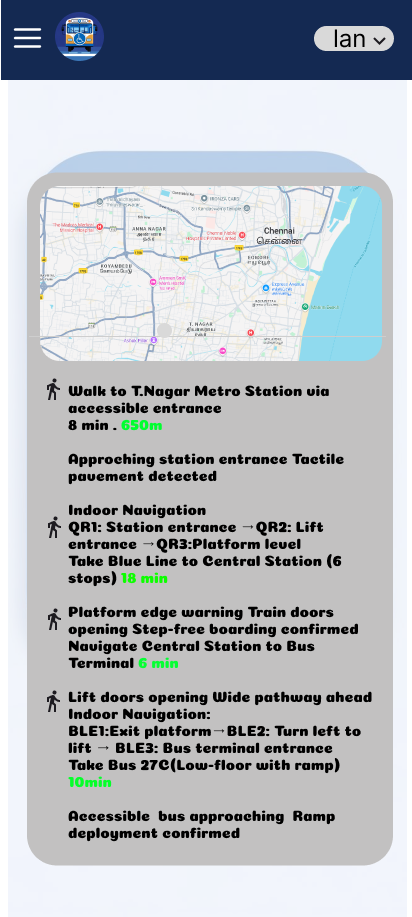 Ian
IRONIZA CARS
ANNA NADAR
Chennai
சென்னை
KOYAMBEDU
T. NAGAR
Walk to T.Nagar Metro Station via
accessible entrance
8 min . 650m
Approching station entrance Tactile
pavement detected
Indoor Navigation
QR1: Station entrance →QR2: Lift
entrance →QR3:Platform level
Take Blue Line to Central Station (6
stops) 18 min
Platform edge warning Train doors
opening Step-free boarding confirmed
Navigate Central Station to Bus
Terminal 6 min
Lift doors opening Wide pathway ahead
Indoor Navigation:
BLE1:Exit platform→BLE2: Turn left to
lift → BLE3: Bus terminal entrance
Take Bus 27C(Low-floor with ramp)
10min
Accessible bus approaching Ramp
deployment confirmed